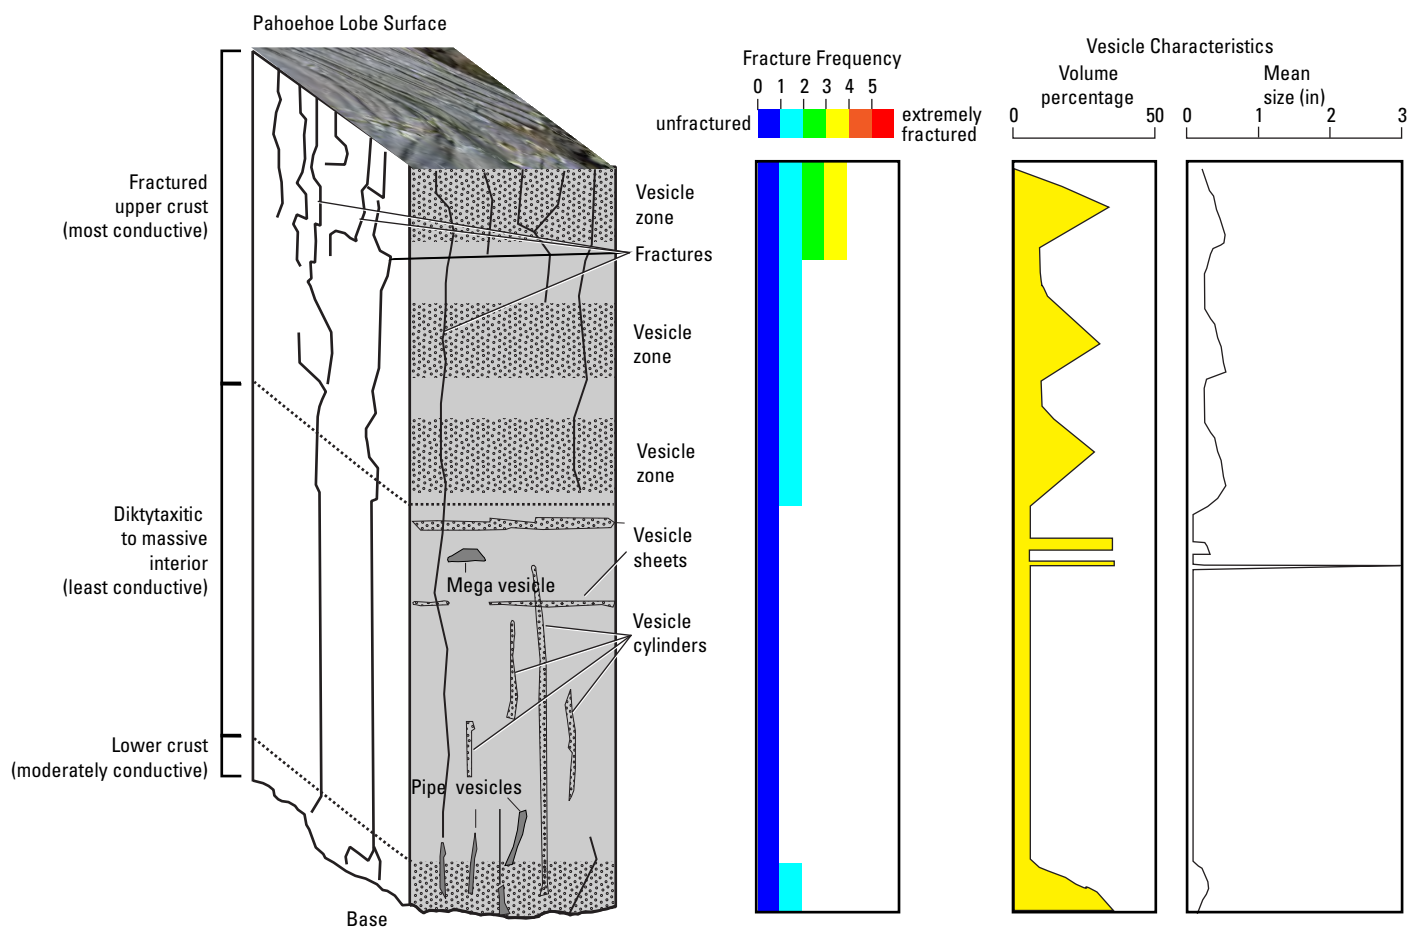 Pahoehoe Lobe Surface
Fractured
upper crust
(most conductive)
Diktytaxitic
to massive
interior
(least conductive)
Lower crust
(moderately conductive)
Base
Vesicle
zone
Fractures
Vesicle
zone
Vesicle
zone
Vesicle
sheets
Mega vesicle
Vesicle
cylinders
Pipe vesicles
Fracture Frequency
0 1 2 3 4 5
unfractured
extremely
fractured
Vesicle Characteristics
Volume
percentage
0 50
Mean
size (in)
0 1 2 3